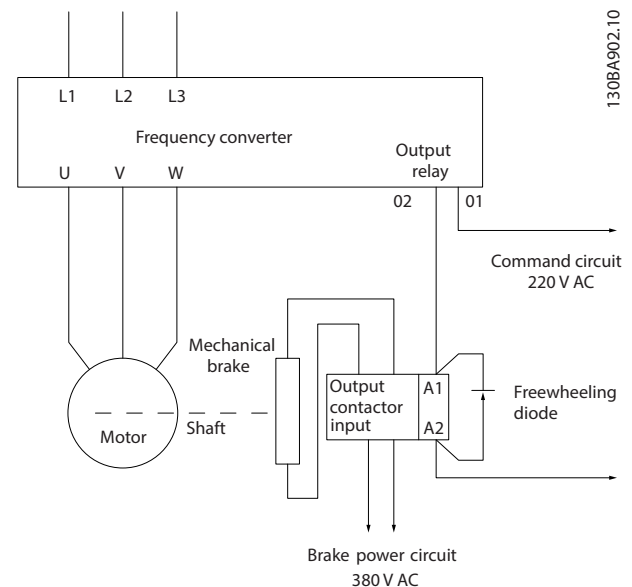 130BA902.10
L1 L2 L3
Frequency converter
Output
relay
U V W
02 01
Command circuit
220 V AC
Mechanical
brake
Output
contactor
input
A1
A2
Freewheeling
diode
Motor
Shaft
Brake power circuit
380 V AC